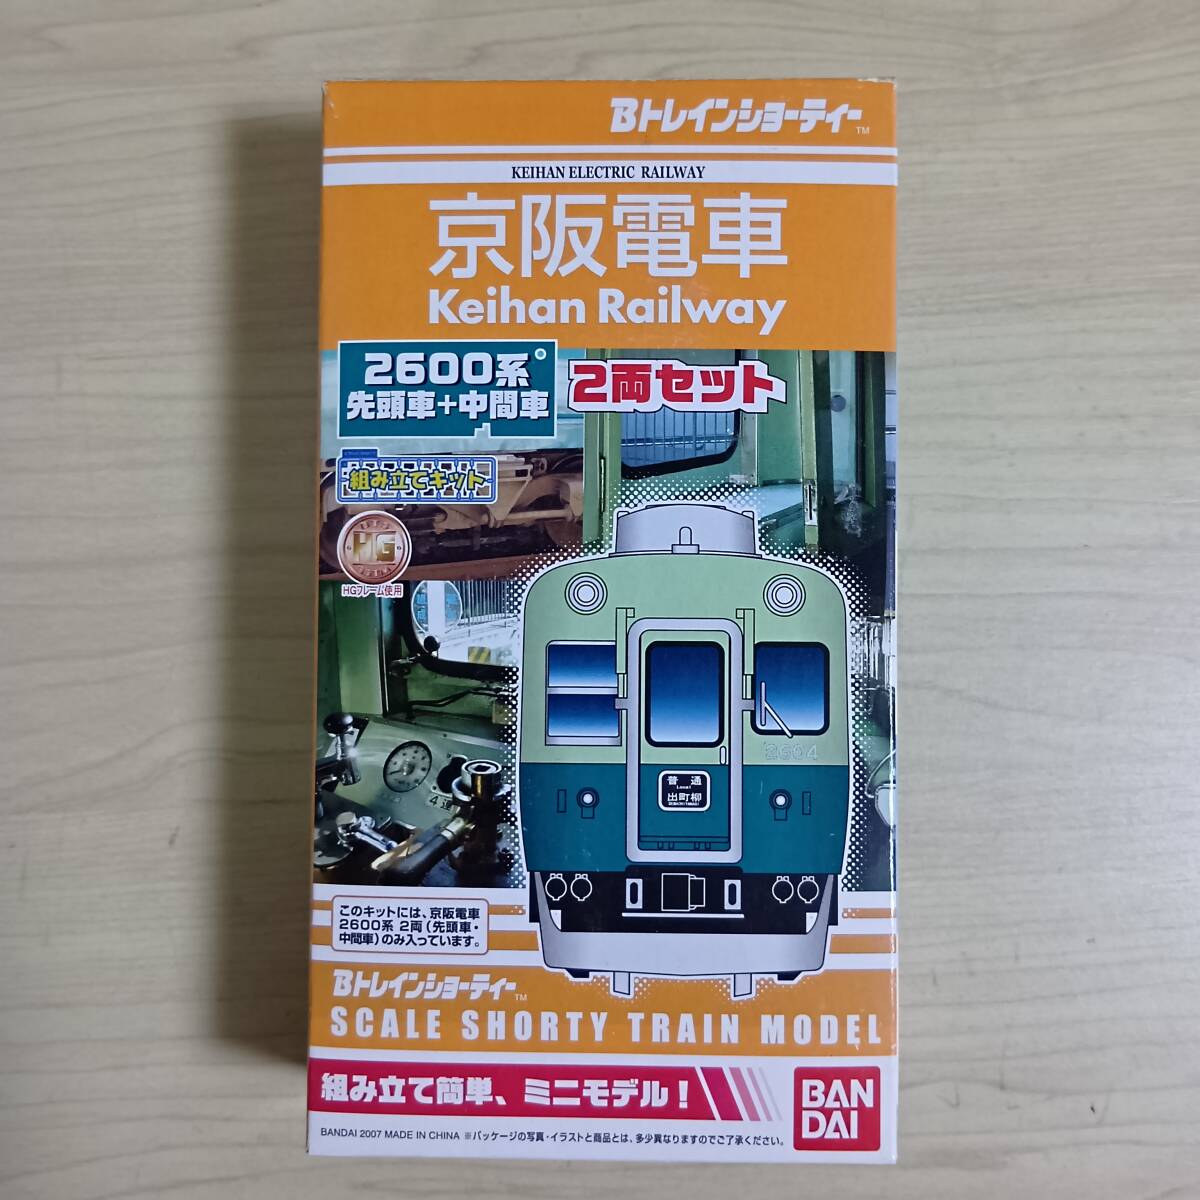 Bトレインショーティー™
KEIHAN ELECTRIC RAILWAY
京阪電車
Keihan Railway
2600系
先頭車+中間車
2両セット
組み立てキット
HG
HGフレーム使用
4連
2604
普通
Local
出町柳
DEMACHIYANAGI
このキットには、京阪電車
2600系 2両(先頭車・
中間車)のみ入っています。
Bトレインショーティー™
SCALE SHORTY TRAIN MODEL
組み立て簡単、ミニモデル!
BAN
DAI
BANDAI 2007 MADE IN CHINA ※パッケージの写真・イラストと商品とは、多少異なりますのでご了承ください。